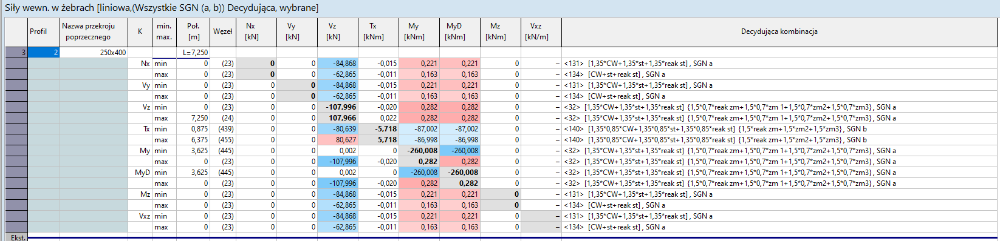 Siły wewn. w żebrach [liniowa,(Wszystkie SGN (a, b)) Decydująca, wybrane]
Profil Nazwa przekroju poprzecznego K min. max. Poł. [m] Węzeł Nx [kN] Vy [kN] Vz [kN] Tx [kNm] My [kNm] MyD [kNm] Mz [kNm] Vxz [kN/m] Decydująca kombinacja
3 2 250x400 L=7,250
Nx min 0 (23) 0 0 -84,868 -0,015 0,221 0,221 0 – <131> [1,35*CW+1,35*st+1,35*reak st] , SGN a
max 0 (23) 0 0 -62,865 -0,011 0,163 0,163 0 – <134> [CW+st+reak st] , SGN a
Vy min 0 (23) 0 0 -84,868 -0,015 0,221 0,221 0 – <131> [1,35*CW+1,35*st+1,35*reak st] , SGN a
max 0 (23) 0 0 -62,865 -0,011 0,163 0,163 0 – <134> [CW+st+reak st] , SGN a
Vz min 0 (23) 0 0 -107,996 -0,020 0,282 0,282 0 – <32> [1,35*CW+1,35*st+1,35*reak st] {1,5*0,7*reak zm+1,5*0,7*zm 1+1,5*0,7*zm2+1,5*0,7*zm3} , SGN a
max 7,250 (24) 0 0 107,966 0,022 0,282 0,282 0 – <32> [1,35*CW+1,35*st+1,35*reak st] {1,5*0,7*reak zm+1,5*0,7*zm 1+1,5*0,7*zm2+1,5*0,7*zm3} , SGN a
Tx min 0,875 (439) 0 0 -80,639 -5,718 -87,002 -87,002 0 – <140> [1,35*0,85*CW+1,35*0,85*st+1,35*0,85*reak st] {1,5*reak zm+1,5*zm2+1,5*zm3} , SGN b
max 6,375 (455) 0 0 80,627 5,718 -86,998 -86,998 0 – <140> [1,35*0,85*CW+1,35*0,85*st+1,35*0,85*reak st] {1,5*reak zm+1,5*zm2+1,5*zm3} , SGN b
My min 3,625 (445) 0 0 0,002 0 -260,008 -260,008 0 – <32> [1,35*CW+1,35*st+1,35*reak st] {1,5*0,7*reak zm+1,5*0,7*zm 1+1,5*0,7*zm2+1,5*0,7*zm3} , SGN a
max 0 (23) 0 0 -107,996 -0,020 0,282 0,282 0 – <32> [1,35*CW+1,35*st+1,35*reak st] {1,5*0,7*reak zm+1,5*0,7*zm 1+1,5*0,7*zm2+1,5*0,7*zm3} , SGN a
MyD min 3,625 (445) 0 0 0,002 0 -260,008 -260,008 0 – <32> [1,35*CW+1,35*st+1,35*reak st] {1,5*0,7*reak zm+1,5*0,7*zm 1+1,5*0,7*zm2+1,5*0,7*zm3} , SGN a
max 0 (23) 0 0 -107,996 -0,020 0,282 0,282 0 – <32> [1,35*CW+1,35*st+1,35*reak st] {1,5*0,7*reak zm+1,5*0,7*zm 1+1,5*0,7*zm2+1,5*0,7*zm3} , SGN a
Mz min 0 (23) 0 0 -84,868 -0,015 0,221 0,221 0 – <131> [1,35*CW+1,35*st+1,35*reak st] , SGN a
max 0 (23) 0 0 -62,865 -0,011 0,163 0,163 0 – <134> [CW+st+reak st] , SGN a
Vxz min 0 (23) 0 0 -84,868 -0,015 0,221 0,221 0 – <131> [1,35*CW+1,35*st+1,35*reak st] , SGN a
max 0 (23) 0 0 -62,865 -0,011 0,163 0,163 0 – <134> [CW+st+reak st] , SGN a
Ekst.